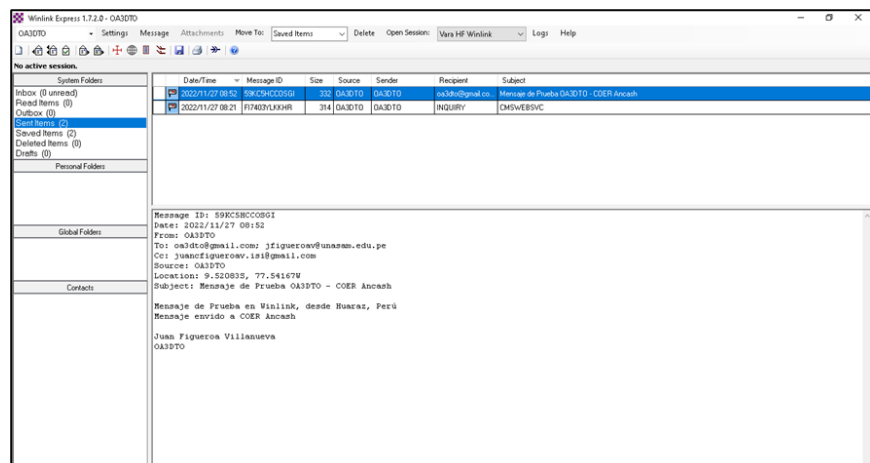 Winlink Express 1.7.2.0 - OA3DTO
OA3DTO Settings Message Attachments Move To: Saved Items Delete Open Session: Vara HF Winlink Logs Help
No active session.
System Folders
Inbox (0 unread)
Read Items (0)
Outbox (0)
Sent Items (2)
Saved Items (2)
Deleted Items (0)
Drafts (0)
Personal Folders
Global Folders
Contacts
Date/Time Message ID Size Source Sender Recipient Subject
2022/11/27 08:52 59KC5HCCOSGI 332 OA3DTO OA3DTO oa3dto@gmail.co... Mensaje de Prueba OA3DTO - COER Ancash
2022/11/27 08:21 FI7403YLKKHR 314 OA3DTO OA3DTO INQUIRY CMSWEBSVC
Message ID: 59KC5HCCOSGI
Date: 2022/11/27 08:52
From: OA3DTO
To: oa3dto@gmail.com; jfigueroav@unasam.edu.pe
Cc: juancfigueroav.isi@gmail.com
Source: OA3DTO
Location: 9.52083S, 77.54167W
Subject: Mensaje de Prueba OA3DTO - COER Ancash
Mensaje de Prueba en Winlink, desde Huaraz, Perú
Mensaje envido a COER Ancash
Juan Figueroa Villanueva
OA3DTO